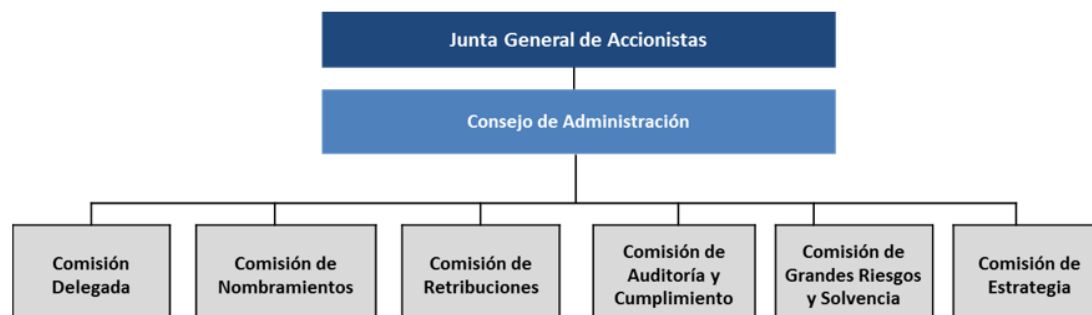 Junta General de Accionistas
Consejo de Administración
Comisión
Delegada
Comisión de
Nombramientos
Comisión de
Retribuciones
Comisión de
Auditoría y
Cumplimiento
Comisión de
Grandes Riesgos
y Solvencia
Comisión de
Estrategia